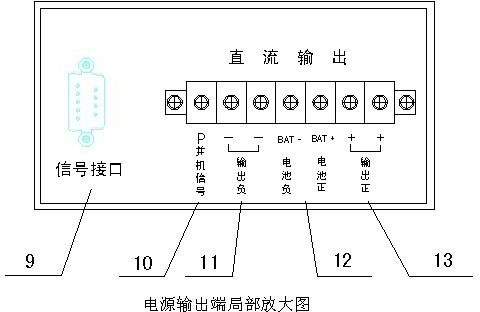 直流输出
P － － BAT - BAT + + +
并机信号 输出负 电池负 电池正 输出正
信号接口
9 10 11 12 13
电源输出端局部放大图